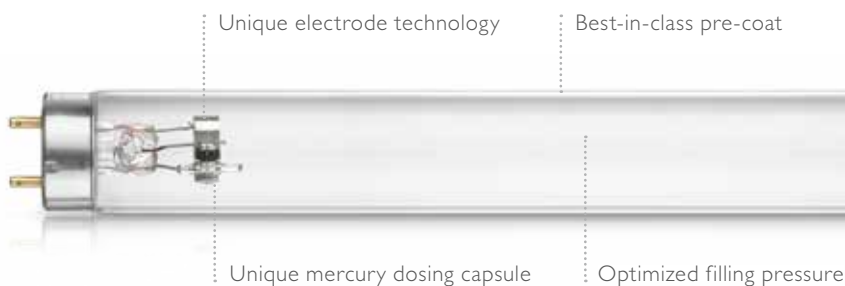 Unique electrode technology
Best-in-class pre-coat
Unique mercury dosing capsule
Optimized filling pressure